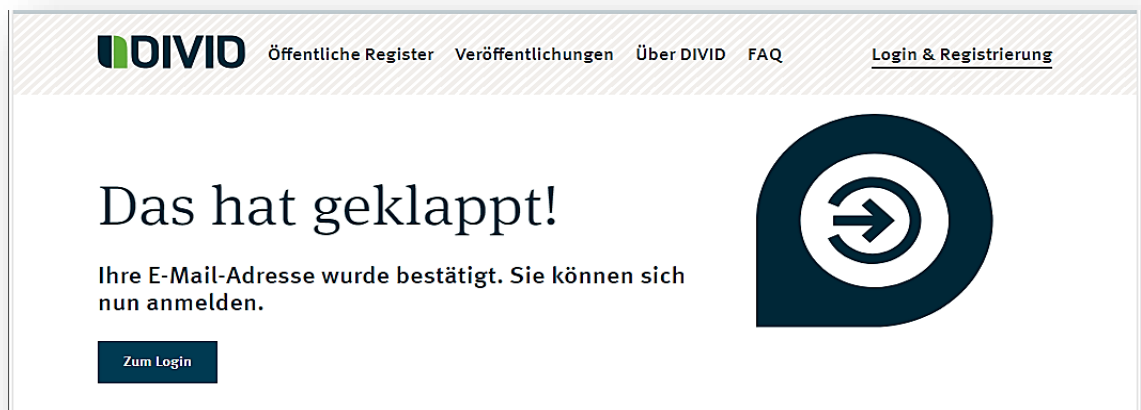 DIVID Öffentliche Register Veröffentlichungen Über DIVID FAQ Login & Registrierung
Das hat geklappt!
Ihre E-Mail-Adresse wurde bestätigt. Sie können sich
nun anmelden.
Zum Login